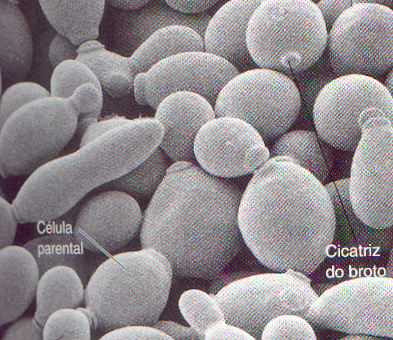 Célula
parental
Cicatriz
do broto